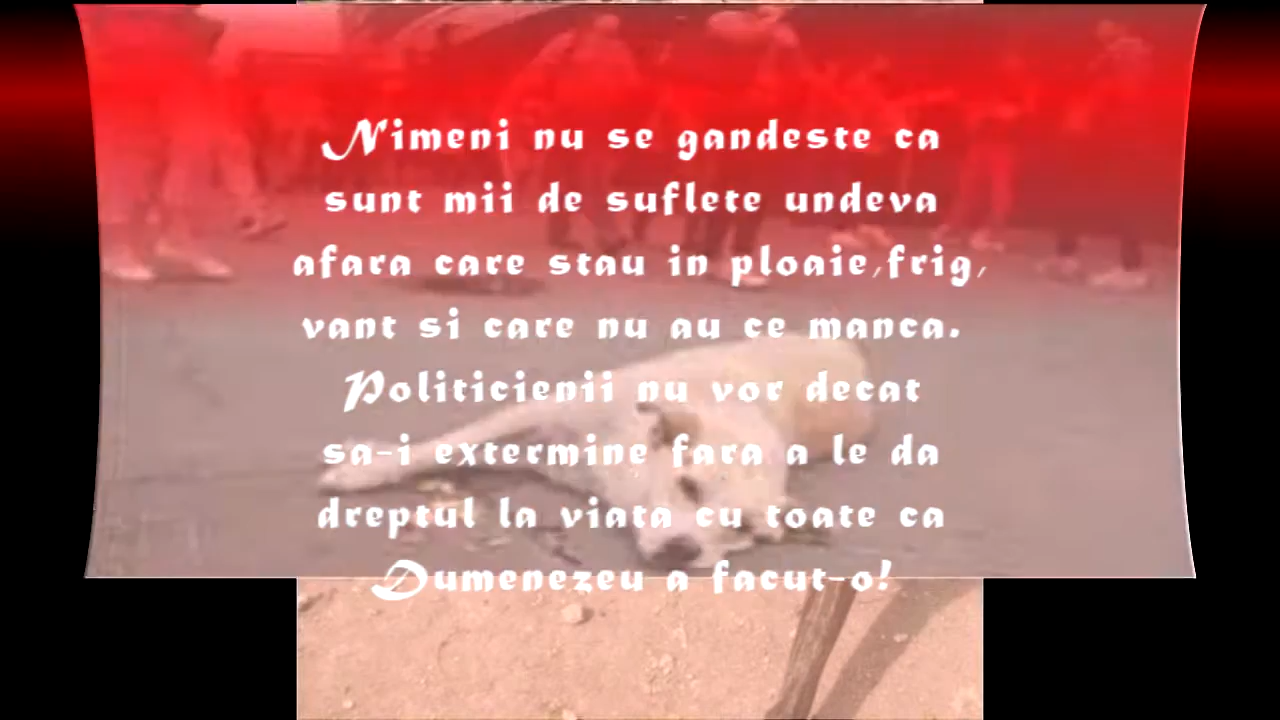 Nimeni nu se gandeste ca
sunt mii de suflete undeva
afara care stau in ploaie,frig,
vant si care nu au ce manca.
Politicienii nu vor decat
sa-i extermine fara a le da
dreptul la viata cu toate ca
Dumenezeu a facut-o!